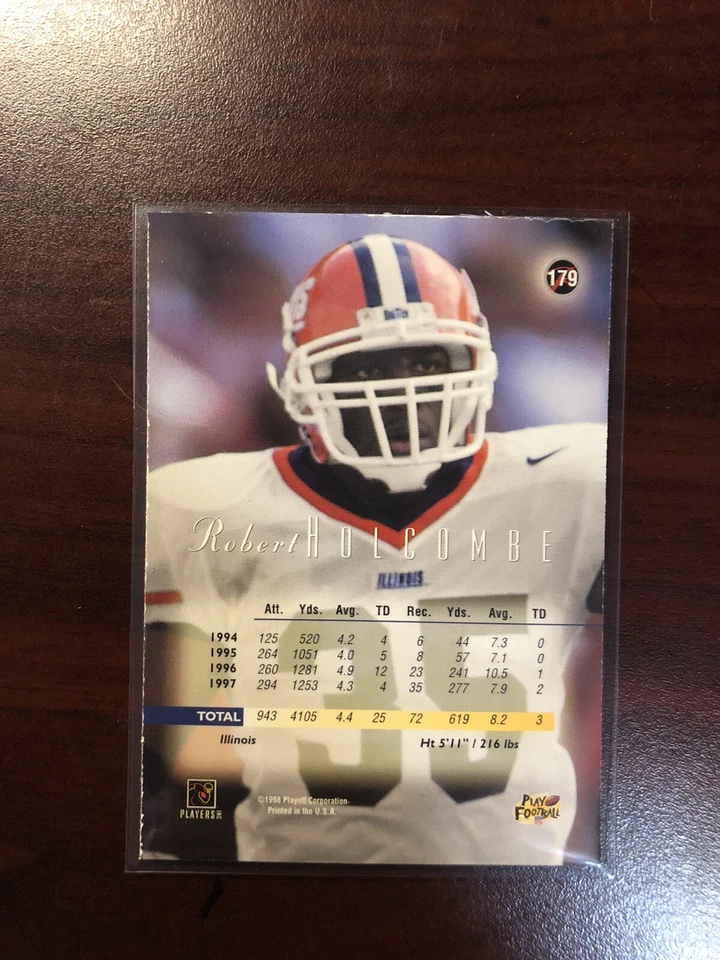 179
Robert HOLCOMBE
ILLINOIS
Att. Yds. Avg. TD Rec. Yds. Avg. TD
1994 125 520 4.2 4 6 44 7.3 0
1995 264 1051 4.0 5 8 57 7.1 0
1996 260 1281 4.9 12 23 241 10.5 1
1997 294 1253 4.3 4 35 277 7.9 2
TOTAL 943 4105 4.4 25 72 619 8.2 3
35
Illinois Ht 5'11" / 216 lbs
©1998 Playoff Corporation-
Printed in the U.S.A.
PLAYERS INC
PLAY
FOOTBALL